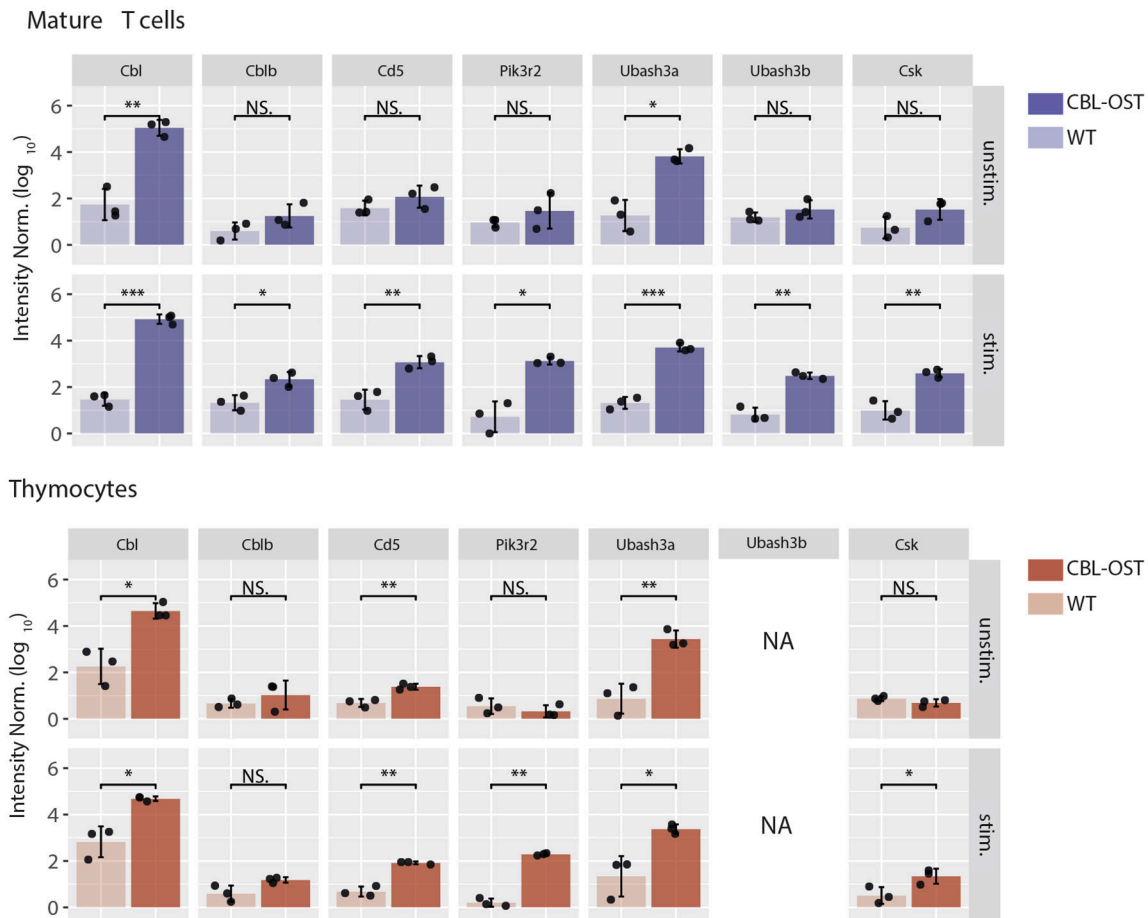 Mature T cells
Cbl Cblb Cd5 Pik3r2 Ubash3a Ubash3b Csk
Intensity Norm. (log 10)
6 ** NS. NS. NS. * NS. NS.
4
2
0
unstim.
CBL-OST
WT
6 *** * ** * *** ** **
4
2
0
stim.
Thymocytes
Cbl Cblb Cd5 Pik3r2 Ubash3a Ubash3b Csk
Intensity Norm. (log 10)
6 * NS. ** NS. ** NS.
4
2
0
NA
unstim.
CBL-OST
WT
6 * NS. ** ** * *
4
2
0
NA
stim.